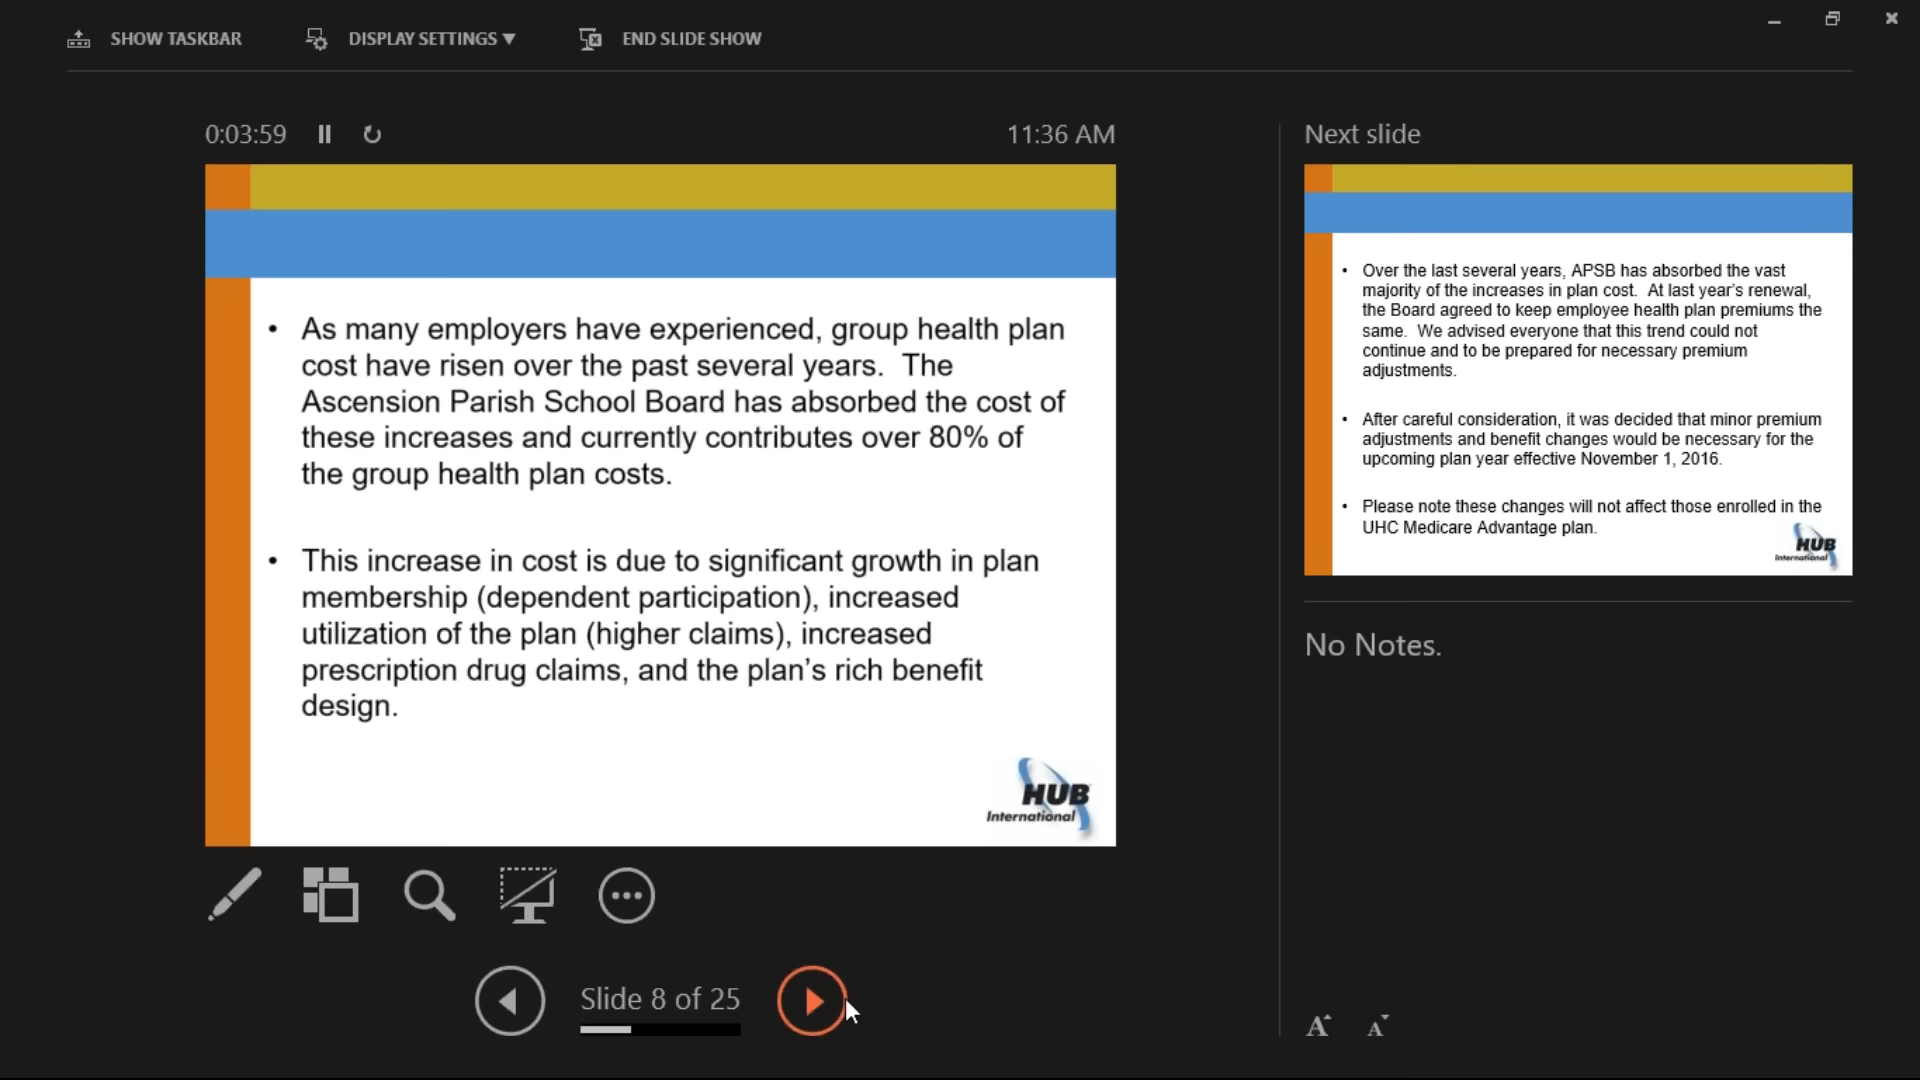 SHOW TASKBAR
DISPLAY SETTINGS ▼
END SLIDE SHOW
0:03:59
11:36 AM
• As many employers have experienced, group health plan
cost have risen over the past several years.  The
Ascension Parish School Board has absorbed the cost of
these increases and currently contributes over 80% of
the group health plan costs.
• This increase in cost is due to significant growth in plan
membership (dependent participation), increased
utilization of the plan (higher claims), increased
prescription drug claims, and the plan’s rich benefit
design.
HUB
International
Slide 8 of 25
Next slide
• Over the last several years, APSB has absorbed the vast
majority of the increases in plan cost.  At last year’s renewal,
the Board agreed to keep employee health plan premiums the
same.  We advised everyone that this trend could not
continue and to be prepared for necessary premium
adjustments.
• After careful consideration, it was decided that minor premium
adjustments and benefit changes would be necessary for the
upcoming plan year effective November 1, 2016.
• Please note these changes will not affect those enrolled in the
UHC Medicare Advantage plan.
HUB
International
No Notes.
A A